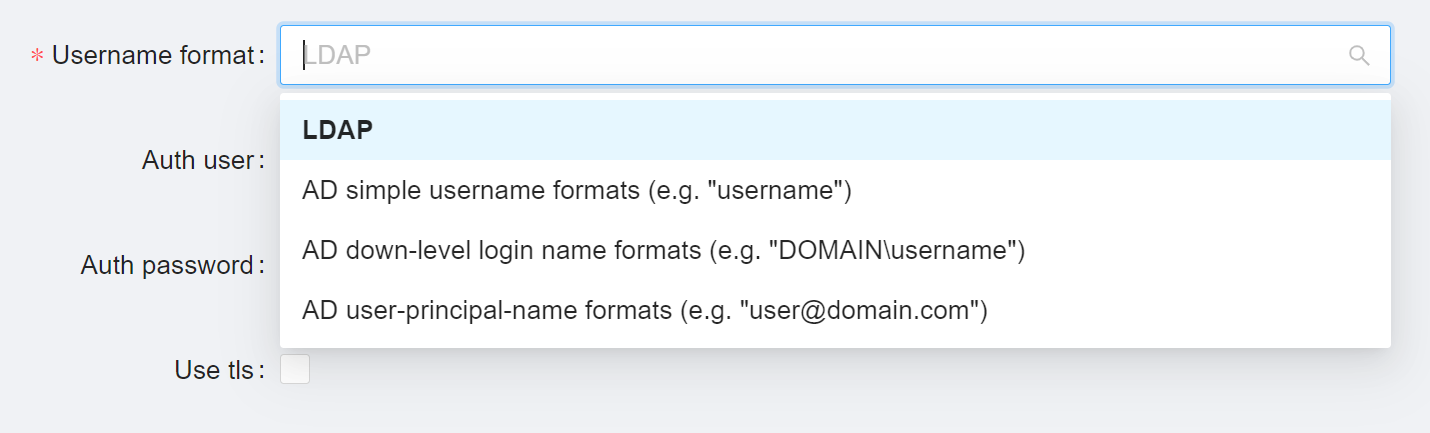 * Username format: LDAP
LDAP
Auth user:
AD simple username formats (e.g. "username")
AD down-level login name formats (e.g. "DOMAIN\username")
Auth password:
AD user-principal-name formats (e.g. "user@domain.com")
Use tls: